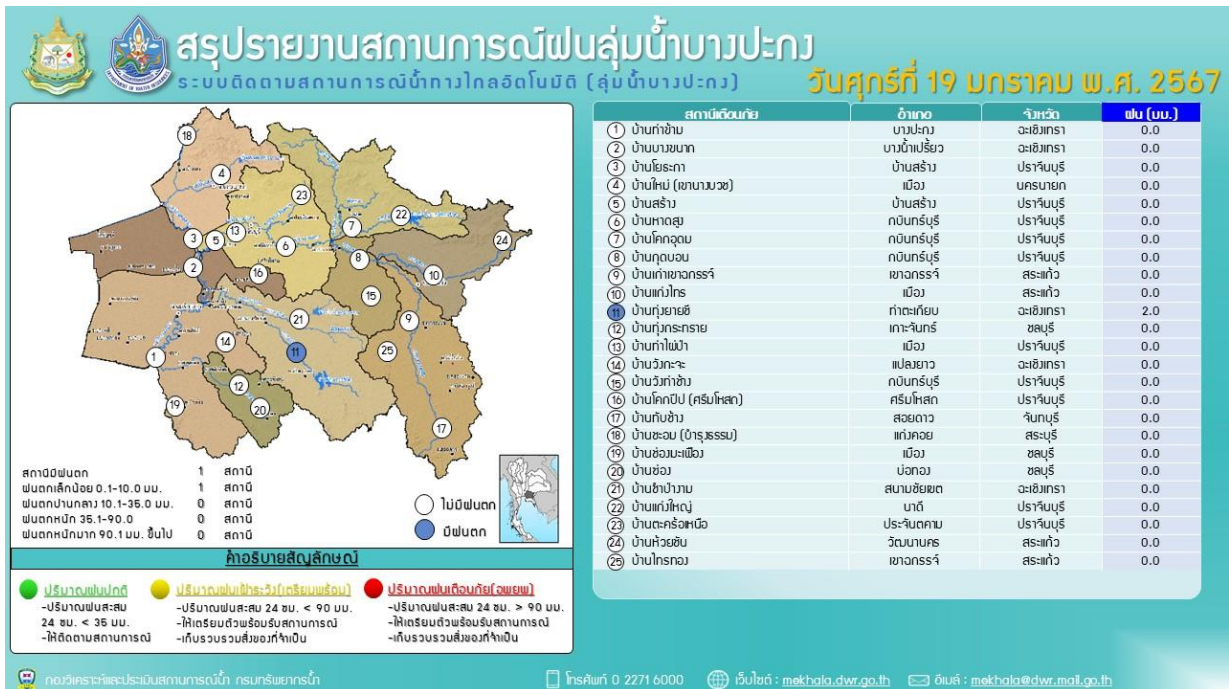 สรุปรายงานสถานการณ์ฝนลุ่มน้ำบางปะกง
ระบบติดตามสถานการณ์น้ำทางไกลอัตโนมัติ (ลุ่มน้ำบางปะกง)
วันศุกร์ที่ 19 มกราคม พ.ศ. 2567
สถานีเตือนภัย อำเภอ จังหวัด ฝน (มม.)
1 บ้านท่าข้าม บางปะกง ฉะเชิงเทรา 0.0
2 บ้านบางขนาก บางน้ำเปรี้ยว ฉะเชิงเทรา 0.0
3 บ้านโยธะกา บ้านสร้าง ปราจีนบุรี 0.0
4 บ้านใหม่ (เขานางบวช) เมือง นครนายก 0.0
5 บ้านสร้าง บ้านสร้าง ปราจีนบุรี 0.0
6 บ้านหาดสูง กบินทร์บุรี ปราจีนบุรี 0.0
7 บ้านโคกอุดม กบินทร์บุรี ปราจีนบุรี 0.0
8 บ้านกุดบอน กบินทร์บุรี ปราจีนบุรี 0.0
9 บ้านเก่าเขาฉกรรจ์ เขาฉกรรจ์ สระแก้ว 0.0
10 บ้านแก่งไทร เมือง สระแก้ว 0.0
11 บ้านทุ่งยายชี ท่าตะเกียบ ฉะเชิงเทรา 2.0
12 บ้านทุ่งกระทราย เกาะจันทร์ ชลบุรี 0.0
13 บ้านท่าไผ่ป่า เมือง ปราจีนบุรี 0.0
14 บ้านวังกะจะ แปลงยาว ฉะเชิงเทรา 0.0
15 บ้านวังท่าช้าง กบินทร์บุรี ปราจีนบุรี 0.0
16 บ้านโคกปีป (ศรีมโหสถ) ศรีมโหสถ ปราจีนบุรี 0.0
17 บ้านทับช้าง สอยดาว จันทบุรี 0.0
18 บ้านชะอม (บำรุงธรรม) แก่งคอย สระบุรี 0.0
19 บ้านช่องมะเฟือง เมือง ชลบุรี 0.0
20 บ้านช่อง บ่อทอง ชลบุรี 0.0
21 บ้านชำป่างาม สนามชัยเขต ฉะเชิงเทรา 0.0
22 บ้านแก่งใหญ่ นาดี ปราจีนบุรี 0.0
23 บ้านตะคร้อเหนือ ประจันตคาม ปราจีนบุรี 0.0
24 บ้านห้วยชัน วัฒนานคร สระแก้ว 0.0
25 บ้านไทรทอง เขาฉกรรจ์ สระแก้ว 0.0
สถานีมีฝนตก 1 สถานี
ฝนตกเล็กน้อย 0.1-10.0 มม. 1 สถานี
ฝนตกปานกลาง 10.1-35.0 มม. 0 สถานี
ฝนตกหนัก 35.1-90.0 0 สถานี
ฝนตกหนักมาก 90.1 มม. ขึ้นไป 0 สถานี
ไม่มีฝนตก
มีฝนตก
คำอธิบายสัญลักษณ์
ปริมาณฝนปกติ
-ปริมาณฝนสะสม
24 ชม. < 35 มม.
-ให้ติดตามสถานการณ์
ปริมาณฝนเฝ้าระวัง(เตรียมพร้อม)
-ปริมาณฝนสะสม 24 ชม. < 90 มม.
-ให้เตรียมตัวพร้อมรับสถานการณ์
-เก็บรวบรวมสิ่งของที่จำเป็น
ปริมาณฝนเตือนภัย(อพยพ)
-ปริมาณฝนสะสม 24 ชม. > 90 มม.
-ให้เตรียมตัวพร้อมรับสถานการณ์
-เก็บรวบรวมสิ่งของที่จำเป็น
กองวิเคราะห์และประเมินสถานการณ์น้ำ กรมทรัพยากรน้ำ
โทรศัพท์ 0 2271 6000
เว็บไซต์ : mekhala.dwr.go.th
อีเมล์ : mekhala@dwr.mail.go.th